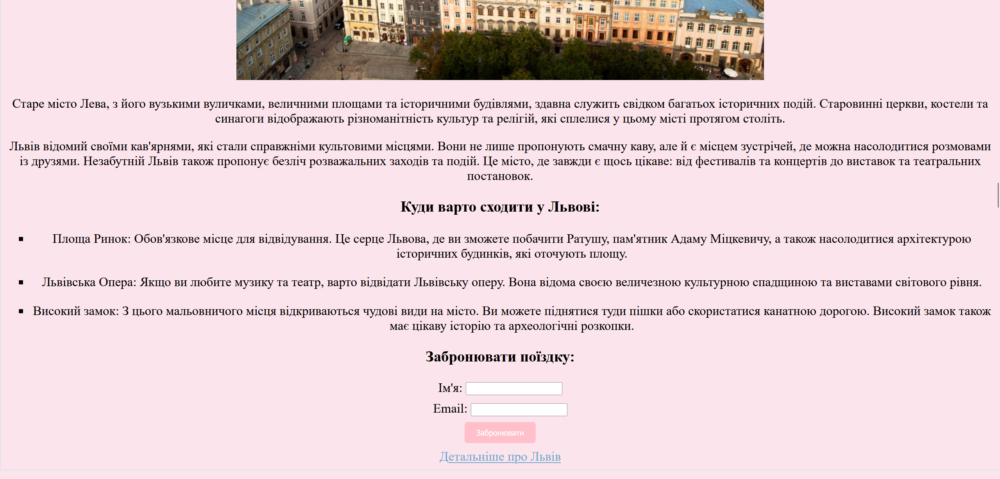 Старе місто Лева, з його вузькими вуличками, величними площами та історичними будівлями, здавна служить свідком багатьох історичних подій. Старовинні церкви, костели та
синагоги відображають різноманітність культур та релігій, які сплелися у цьому місті протягом століть.
Львів відомий своїми кав'ярнями, які стали справжніми культовими місцями. Вони не лише пропонують смачну каву, але й є місцем зустрічей, де можна насолодитися розмовами
із друзями. Незабутній Львів також пропонує безліч розважальних заходів та подій. Це місто, де завжди є щось цікаве: від фестивалів та концертів до виставок та театральних
постановок.
Куди варто сходити у Львові:
▪ Площа Ринок: Обов'язкове місце для відвідування. Це серце Львова, де ви зможете побачити Ратушу, пам'ятник Адаму Міцкевичу, а також насолодитися архітектурою
історичних будинків, які оточують площу.
▪ Львівська Опера: Якщо ви любите музику та театр, варто відвідати Львівську оперу. Вона відома своєю величезною культурною спадщиною та виставами світового рівня.
▪ Високий замок: З цього мальовничого місця відкриваються чудові види на місто. Ви можете піднятися туди пішки або скористатися канатною дорогою. Високий замок також
має цікаву історію та археологічні розкопки.
Забронювати поїздку:
Ім'я:
Email:
Забронювати
Детальніше про Львів